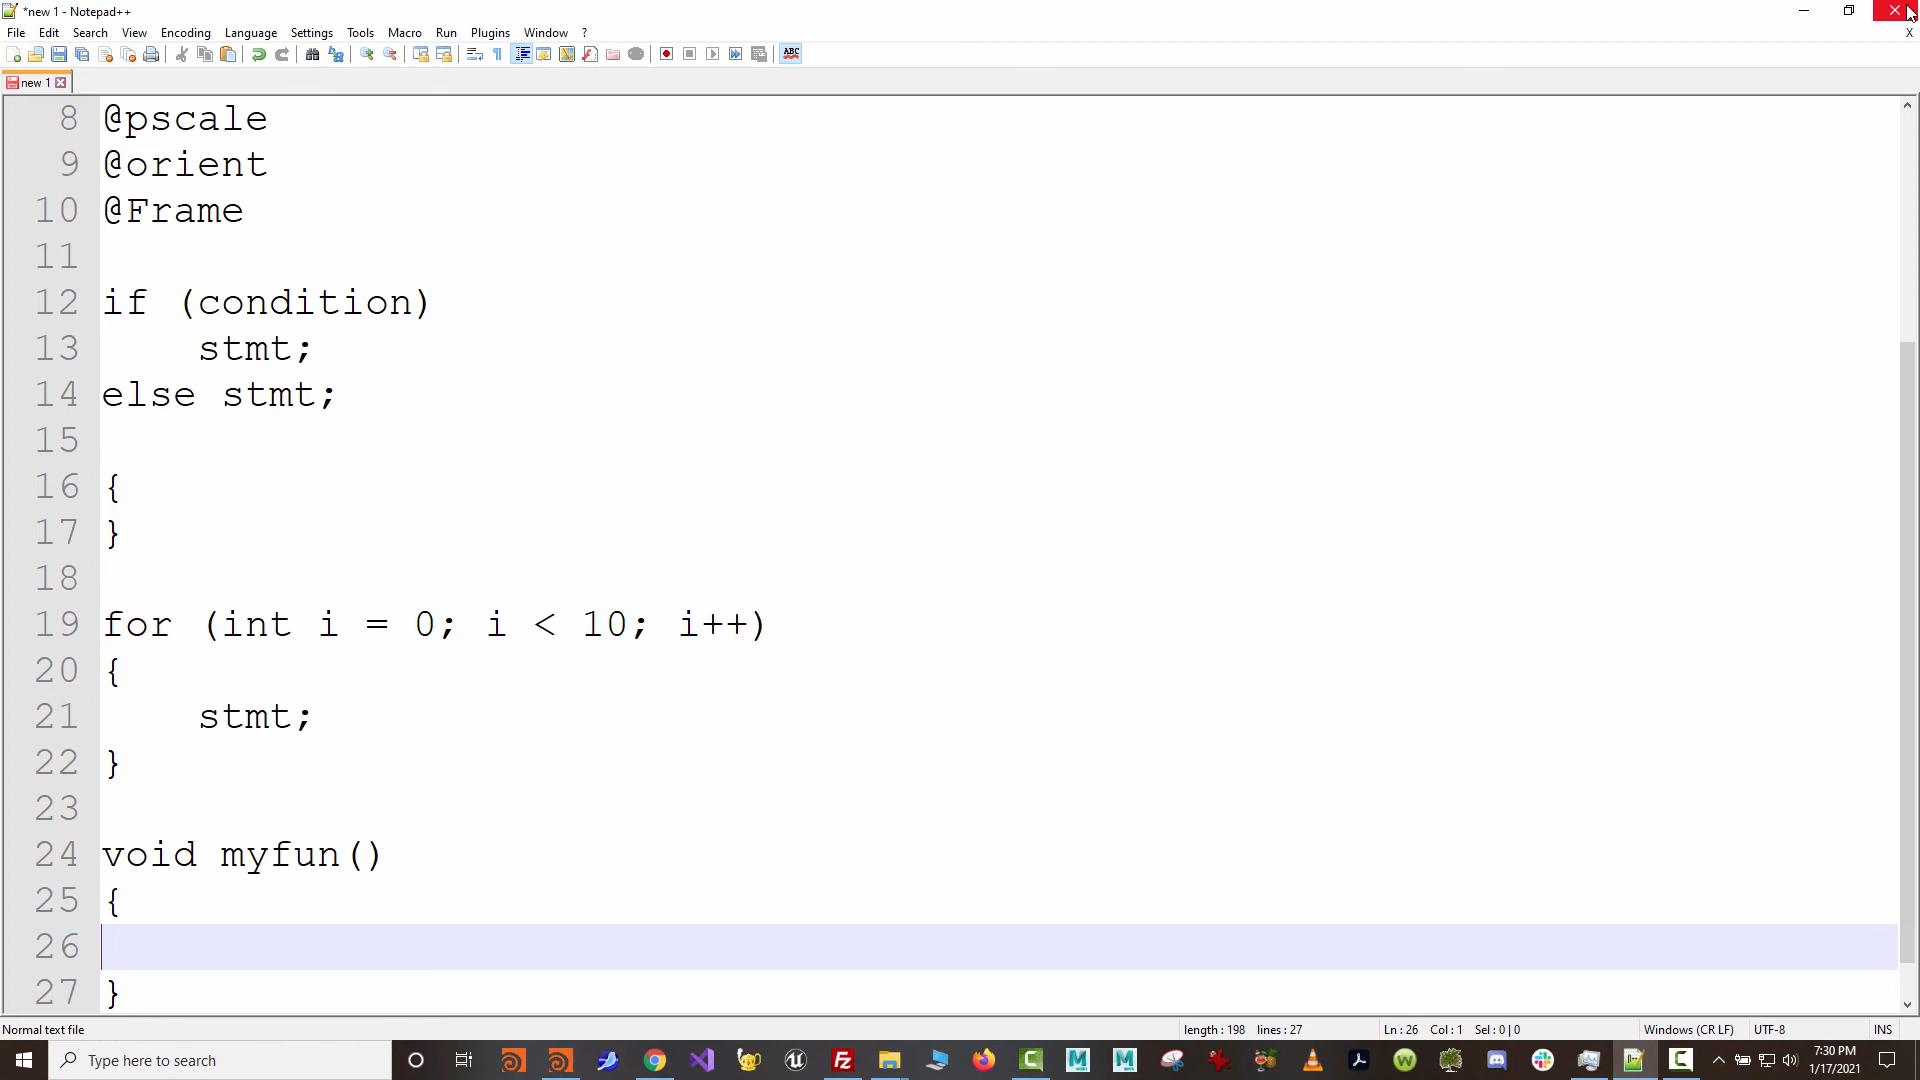 *new 1 - Notepad++
File Edit Search View Encoding Language Settings Tools Macro Run Plugins Window ? X
ABC
new 1
8 @pscale
9 @orient
10 @Frame
11
12 if (condition)
13 stmt;
14 else stmt;
15
16 {
17 }
18
19 for (int i = 0; i < 10; i++)
20 {
21 stmt;
22 }
23
24 void myfun()
25 {
26
27 }
Normal text file length : 198 lines : 27 Ln : 26 Col : 1 Sel : 0 | 0 Windows (CR LF) UTF-8 INS
Type here to search
7:30 PM
1/17/2021